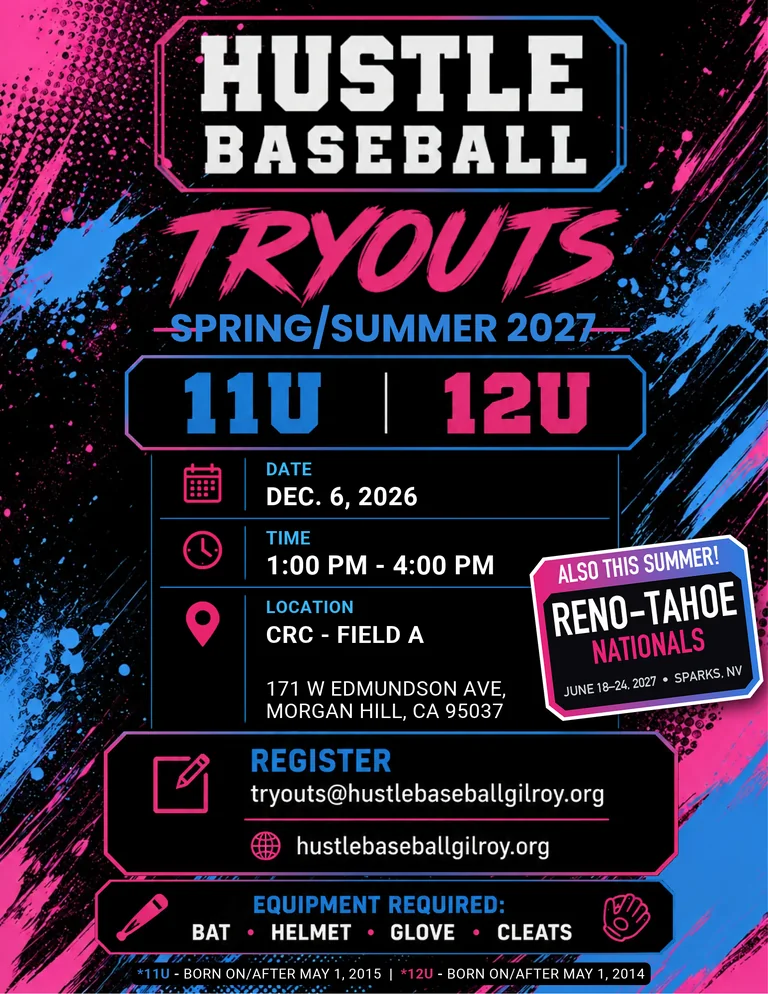 HUSTLE
BASEBALL
TRYOUTS
SPRING/SUMMER 2027
11U | 12U
DATE
DEC. 6, 2026
TIME
1:00 PM - 4:00 PM
LOCATION
CRC - FIELD A
171 W EDMUNDSON AVE,
MORGAN HILL, CA 95037
ALSO THIS SUMMER!
RENO-TAHOE
NATIONALS
JUNE 18–24, 2027 • SPARKS, NV
REGISTER
tryouts@hustlebaseballgilroy.org
hustlebaseballgilroy.org
EQUIPMENT REQUIRED:
BAT • HELMET • GLOVE • CLEATS
*11U - BORN ON/AFTER MAY 1, 2015 | *12U - BORN ON/AFTER MAY 1, 2014